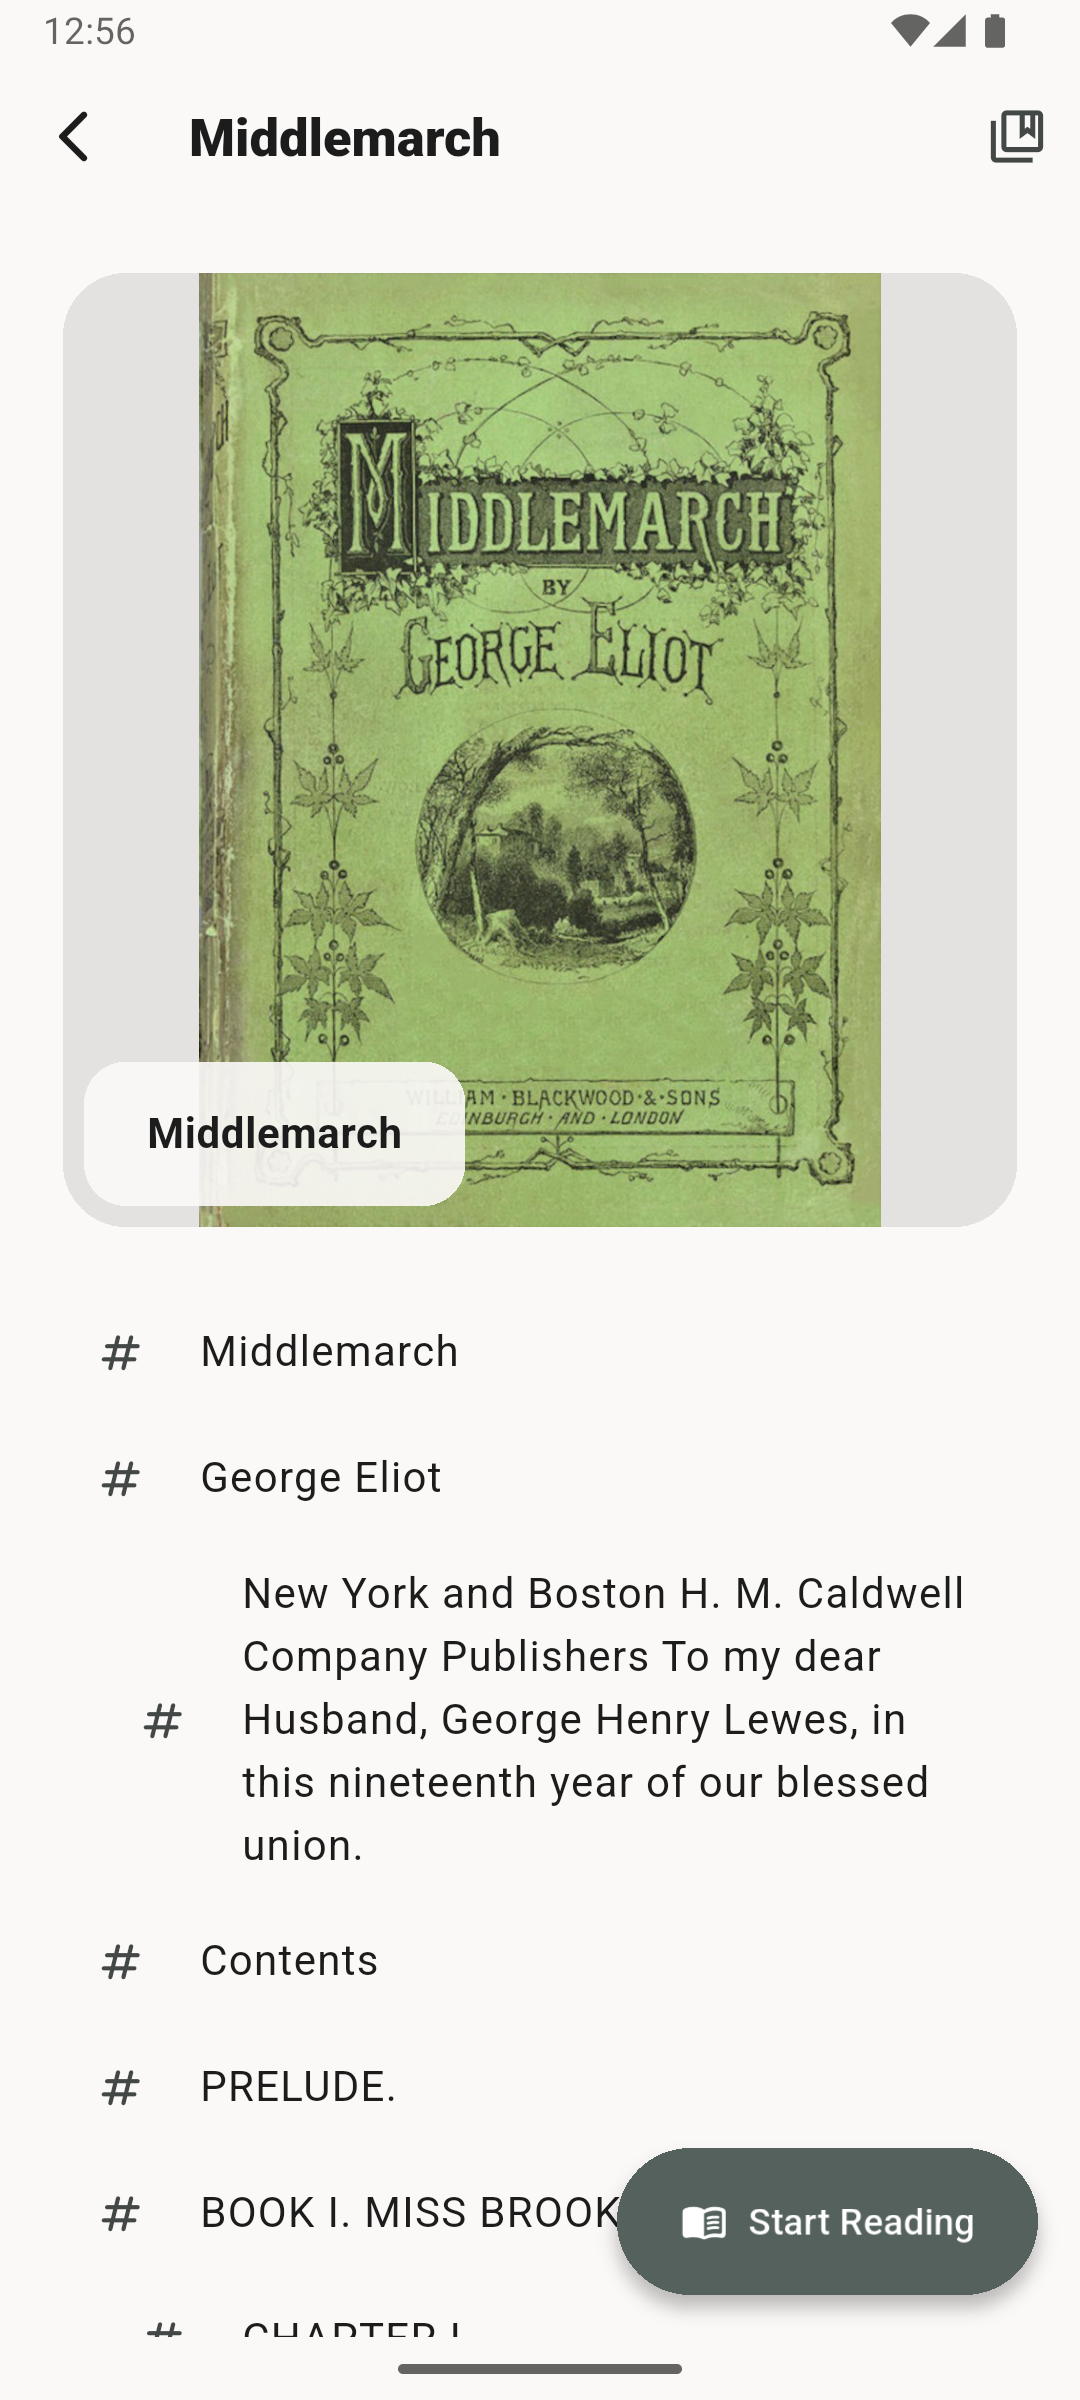 12:56
Middlemarch
MIDDLEMARCH
BY
GEORGE ELIOT
WILLIAM · BLACKWOOD · & · SONS
EDINBURGH · AND · LONDON
Middlemarch
# Middlemarch
# George Eliot
# New York and Boston H. M. Caldwell
Company Publishers To my dear
Husband, George Henry Lewes, in
this nineteenth year of our blessed
union.
# Contents
# PRELUDE.
# BOOK I. MISS BROOK
Start Reading
# CHAPTER I